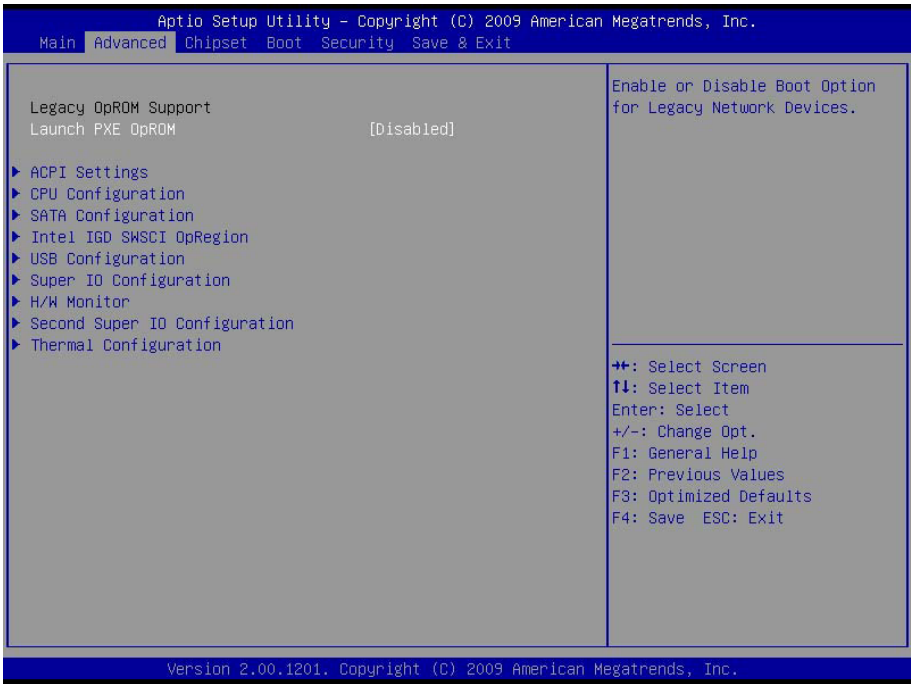 Aptio Setup Utility – Copyright (C) 2009 American Megatrends, Inc.
Main Advanced Chipset Boot Security Save & Exit
Legacy OpROM Support
Launch PXE OpROM [Disabled]
ACPI Settings
CPU Configuration
SATA Configuration
Intel IGD SWSCI OpRegion
USB Configuration
Super IO Configuration
H/W Monitor
Second Super IO Configuration
Thermal Configuration
Enable or Disable Boot Option
for Legacy Network Devices.
→←: Select Screen
↑↓: Select Item
Enter: Select
+/-: Change Opt.
F1: General Help
F2: Previous Values
F3: Optimized Defaults
F4: Save ESC: Exit
Version 2.00.1201. Copyright (C) 2009 American Megatrends, Inc.